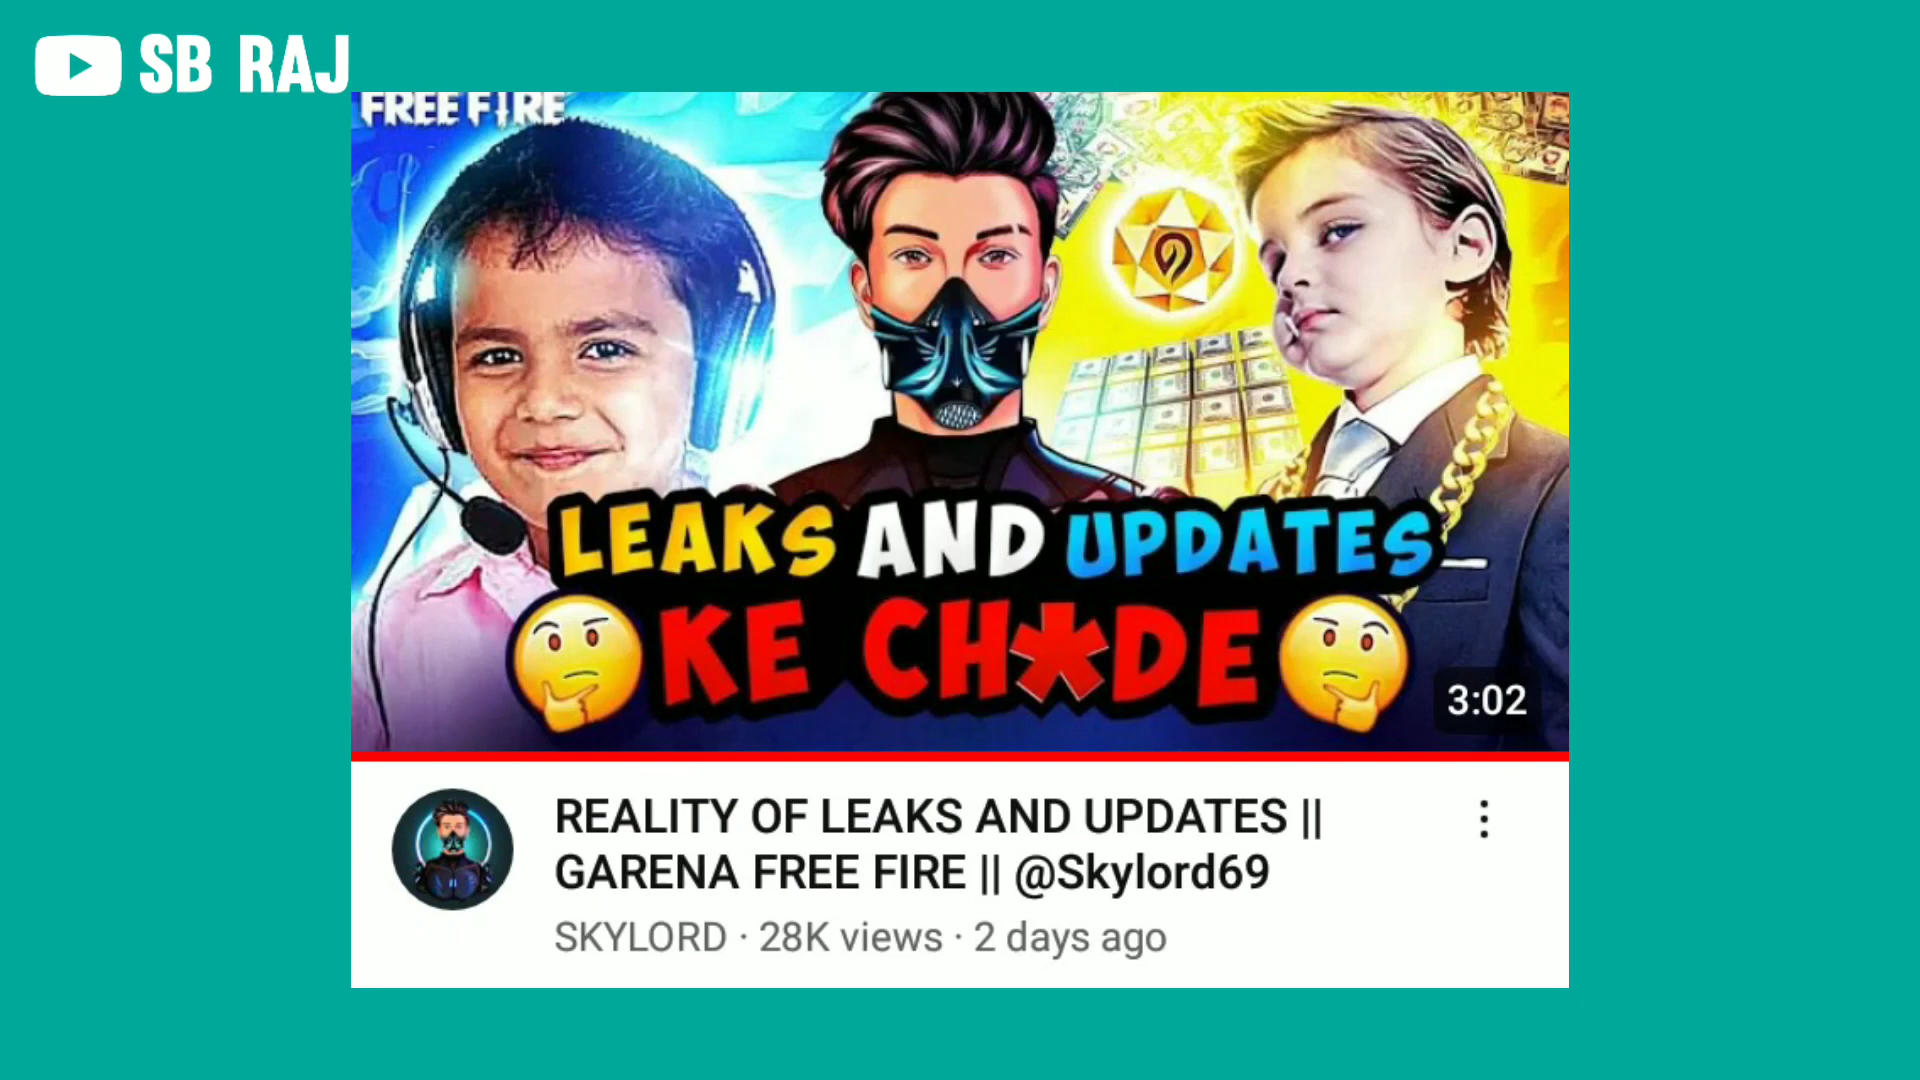 SB RAJ
FREE FIRE
LEAKS AND UPDATES
KE CH*DE
3:02
REALITY OF LEAKS AND UPDATES ||
GARENA FREE FIRE || @Skylord69
SKYLORD · 28K views · 2 days ago